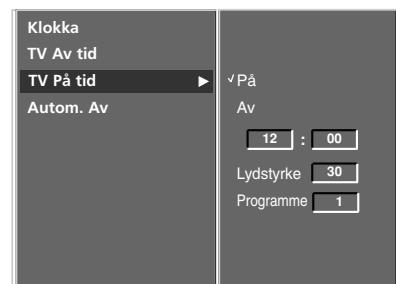 Klokka
TV Av tid
TV På tid ▶
Autom. Av
✓På
Av
12 : 00
Lydstyrke 30
Programme 1